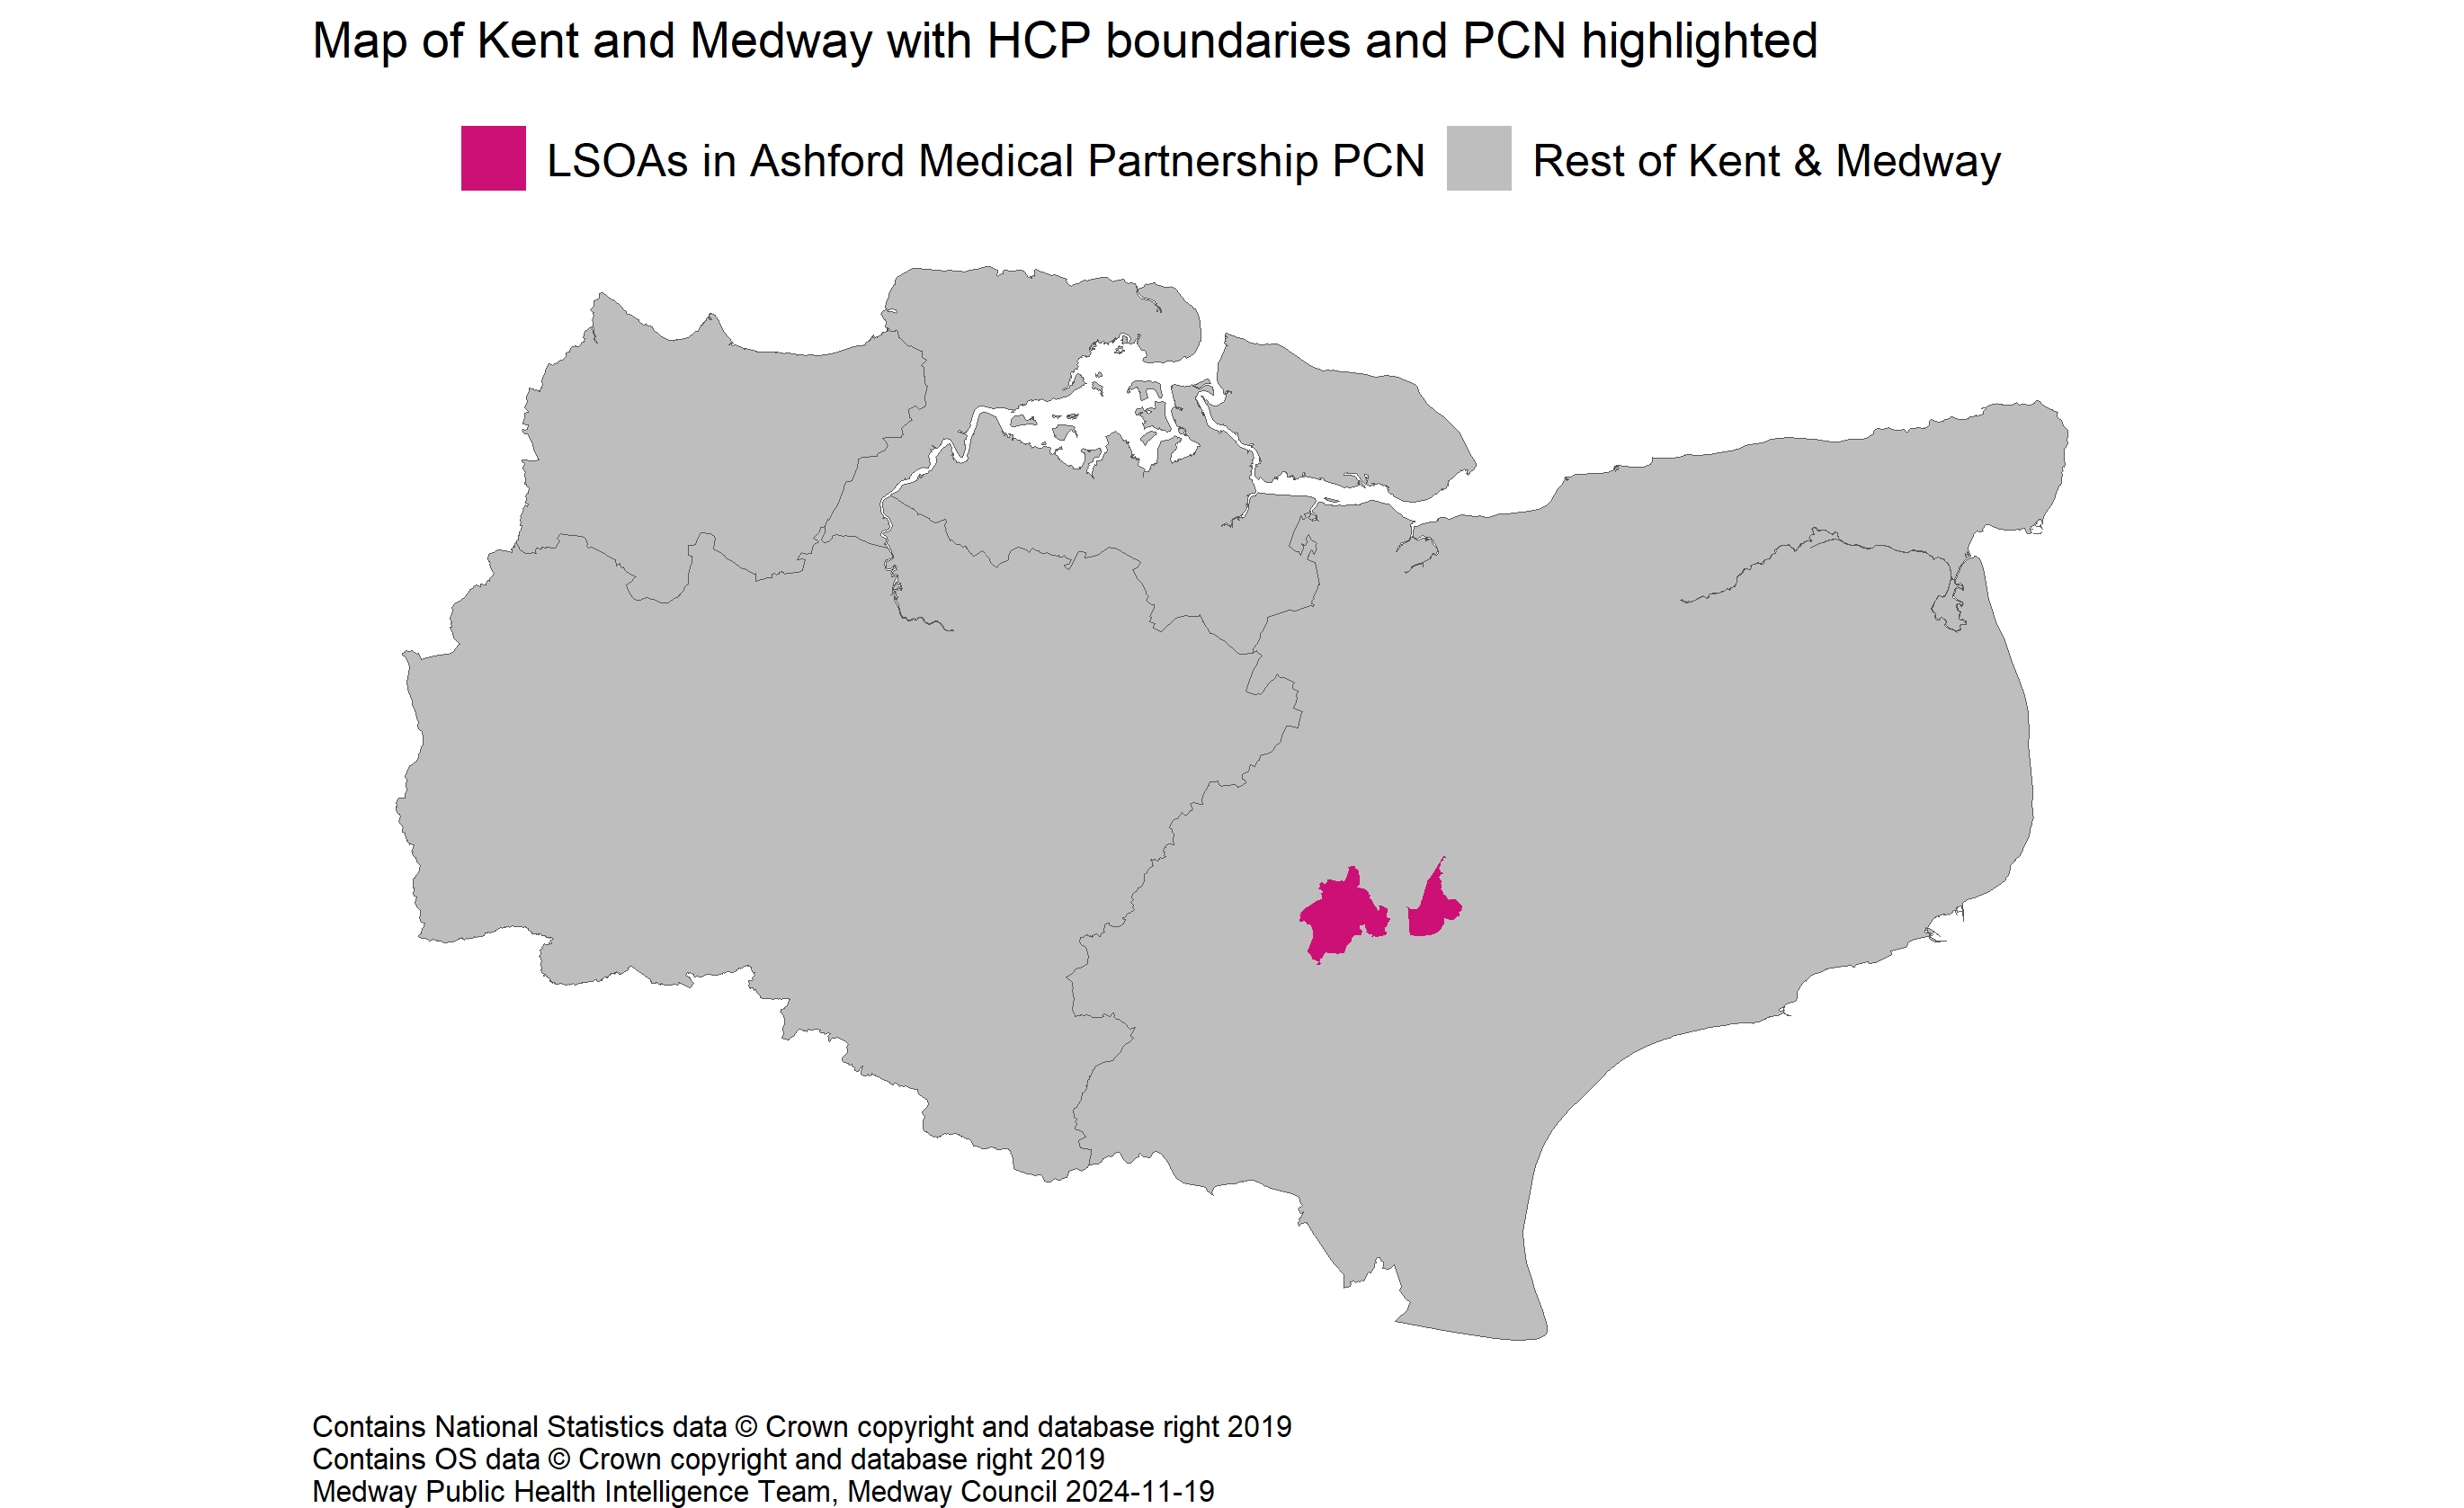 Map of Kent and Medway with HCP boundaries and PCN highlighted
LSOAs in Ashford Medical Partnership PCN
Rest of Kent & Medway
Contains National Statistics data © Crown copyright and database right 2019
Contains OS data © Crown copyright and database right 2019
Medway Public Health Intelligence Team, Medway Council 2024-11-19